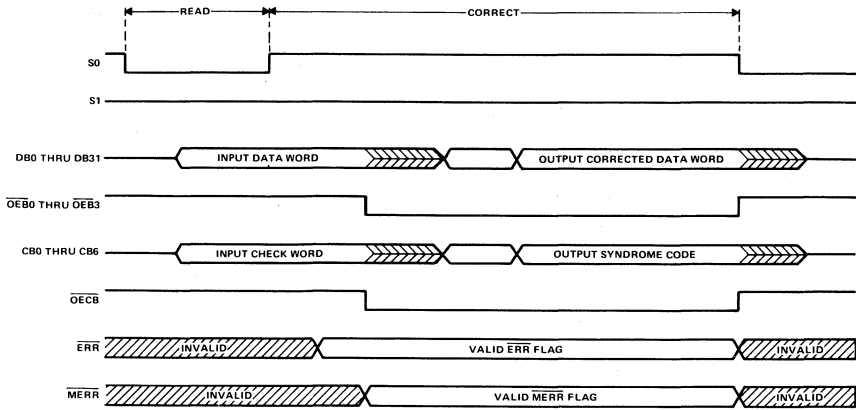 READ CORRECT
S0
S1
DB0 THRU DB31 INPUT DATA WORD OUTPUT CORRECTED DATA WORD
OEB0 THRU OEB3
CB0 THRU CB6 INPUT CHECK WORD OUTPUT SYNDROME CODE
OECB
ERR INVALID VALID ERR FLAG INVALID
MERR INVALID VALID MERR FLAG INVALID